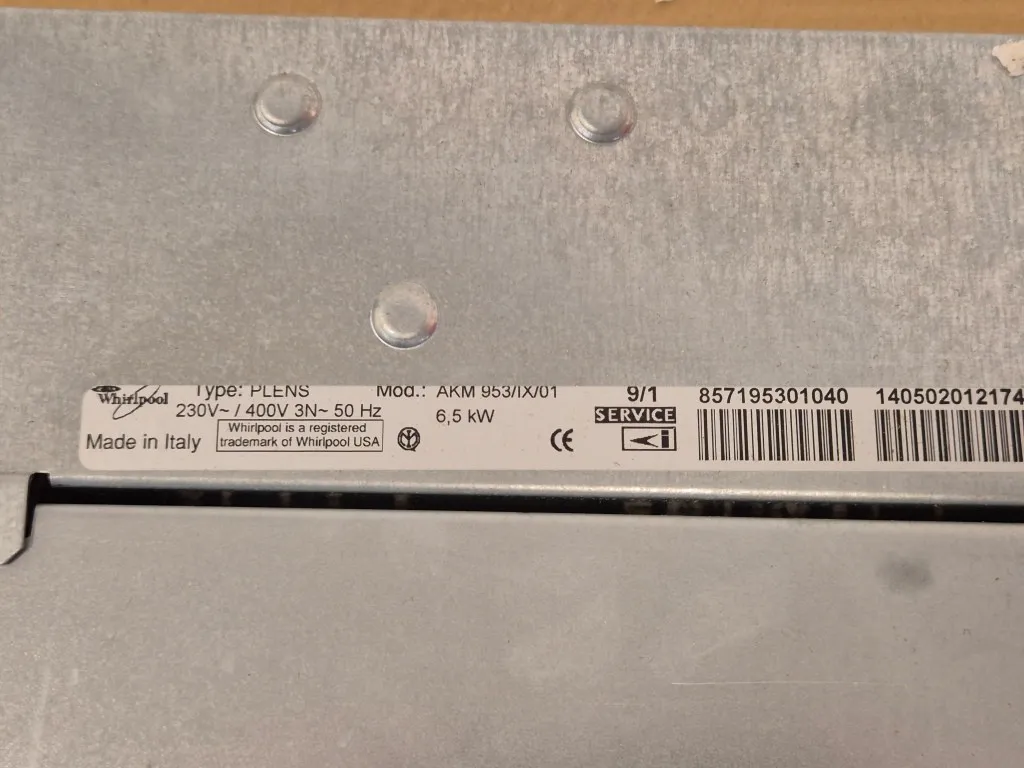 Whirlpool
Type: PLENS Mod.: AKM 953/IX/01 9/1 857195301040 140502012174
230V~ / 400V 3N~ 50 Hz 6,5 kW SERVICE
Made in Italy Whirlpool is a registered
trademark of Whirlpool USA CE i